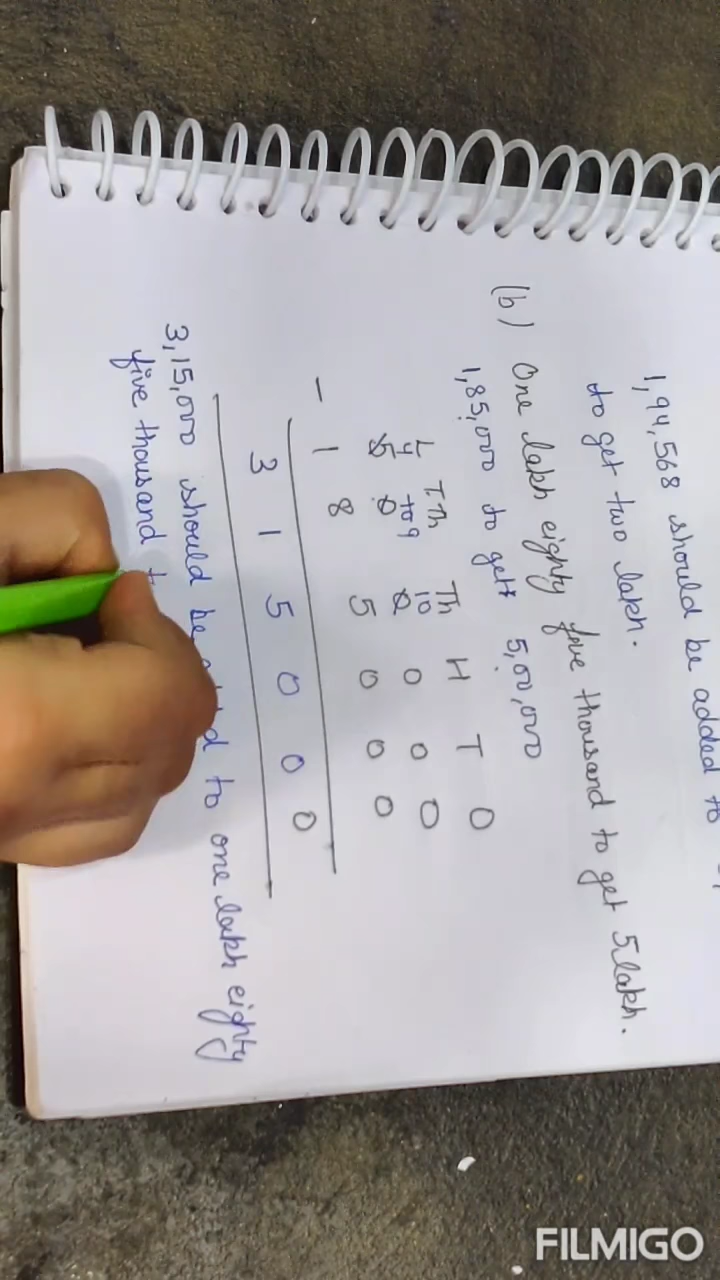 1,94,568 should be added to
to get two lakh.
(b) One lakh eighty five thousand to get 5 lakh.
1,85,000 to get 5,00,000
L T.Th Th H T O
4 10 9 10
5 0 0 0 0 0
- 1 8 5 0 0 0
3 1 5 0 0 0
3,15,000 should be to one lakh eighty
five thousand
FILMIGO